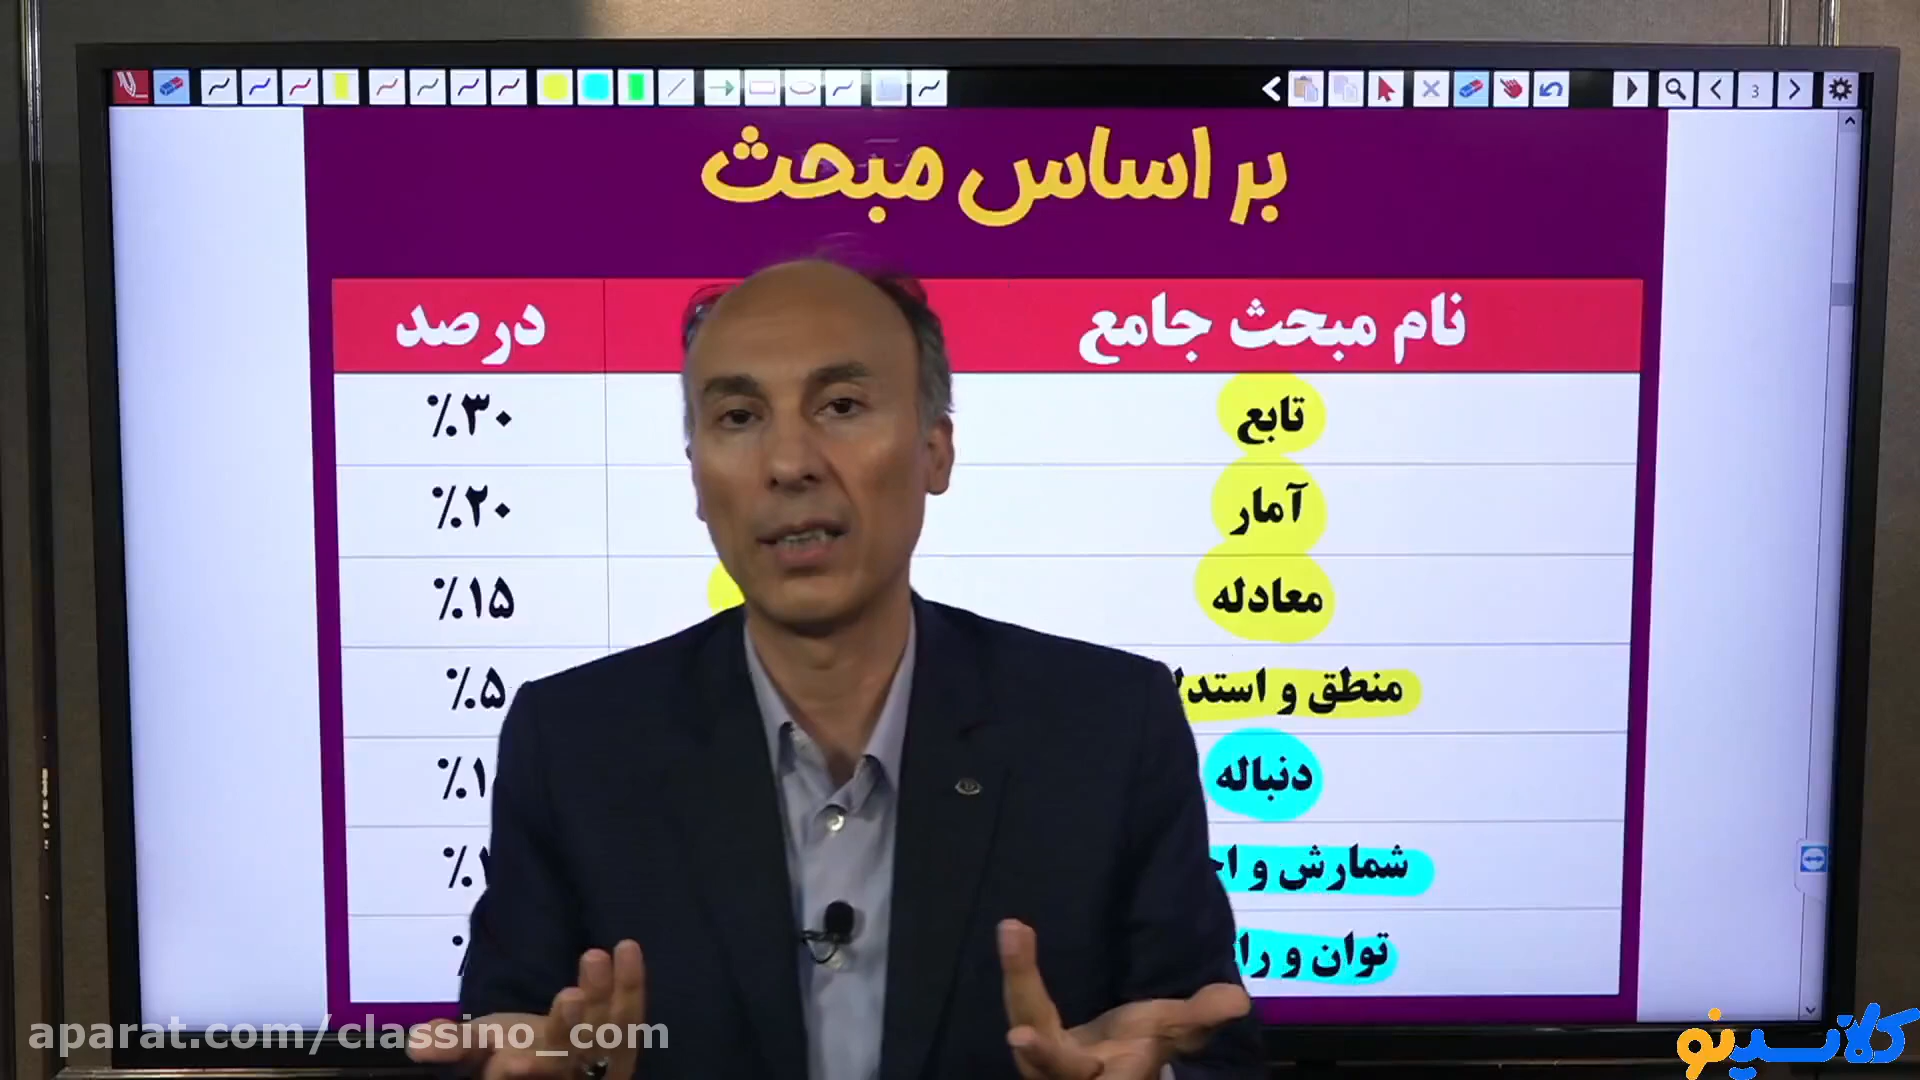 3
بر اساس مبحث
نام مبحث جامع درصد
تابع ٪۳۰
آمار ٪۲۰
معادله ٪۱۵
منطق و ٪۵
دنباله
شمارش و
توان و
aparat.com/classino_com
کلاسینو